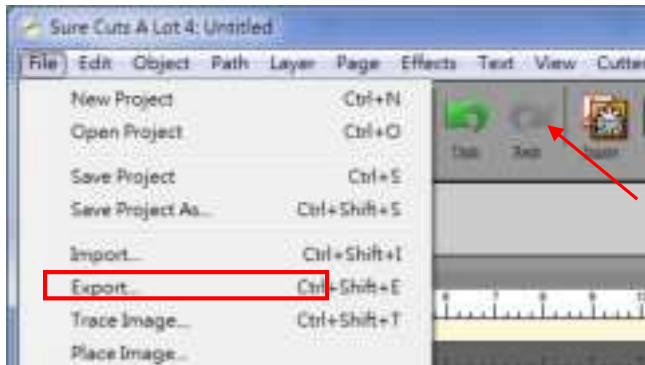 Sure Cuts A Lot 4: Untitled
File Edit Object Path Layer Page Effects Text View Cutter
New Project Ctrl+N
Open Project Ctrl+O
Save Project Ctrl+S
Save Project As... Ctrl+Shift+S
Import... Ctrl+Shift+I
Export... Ctrl+Shift+E
Trace Image... Ctrl+Shift+T
Place Image...